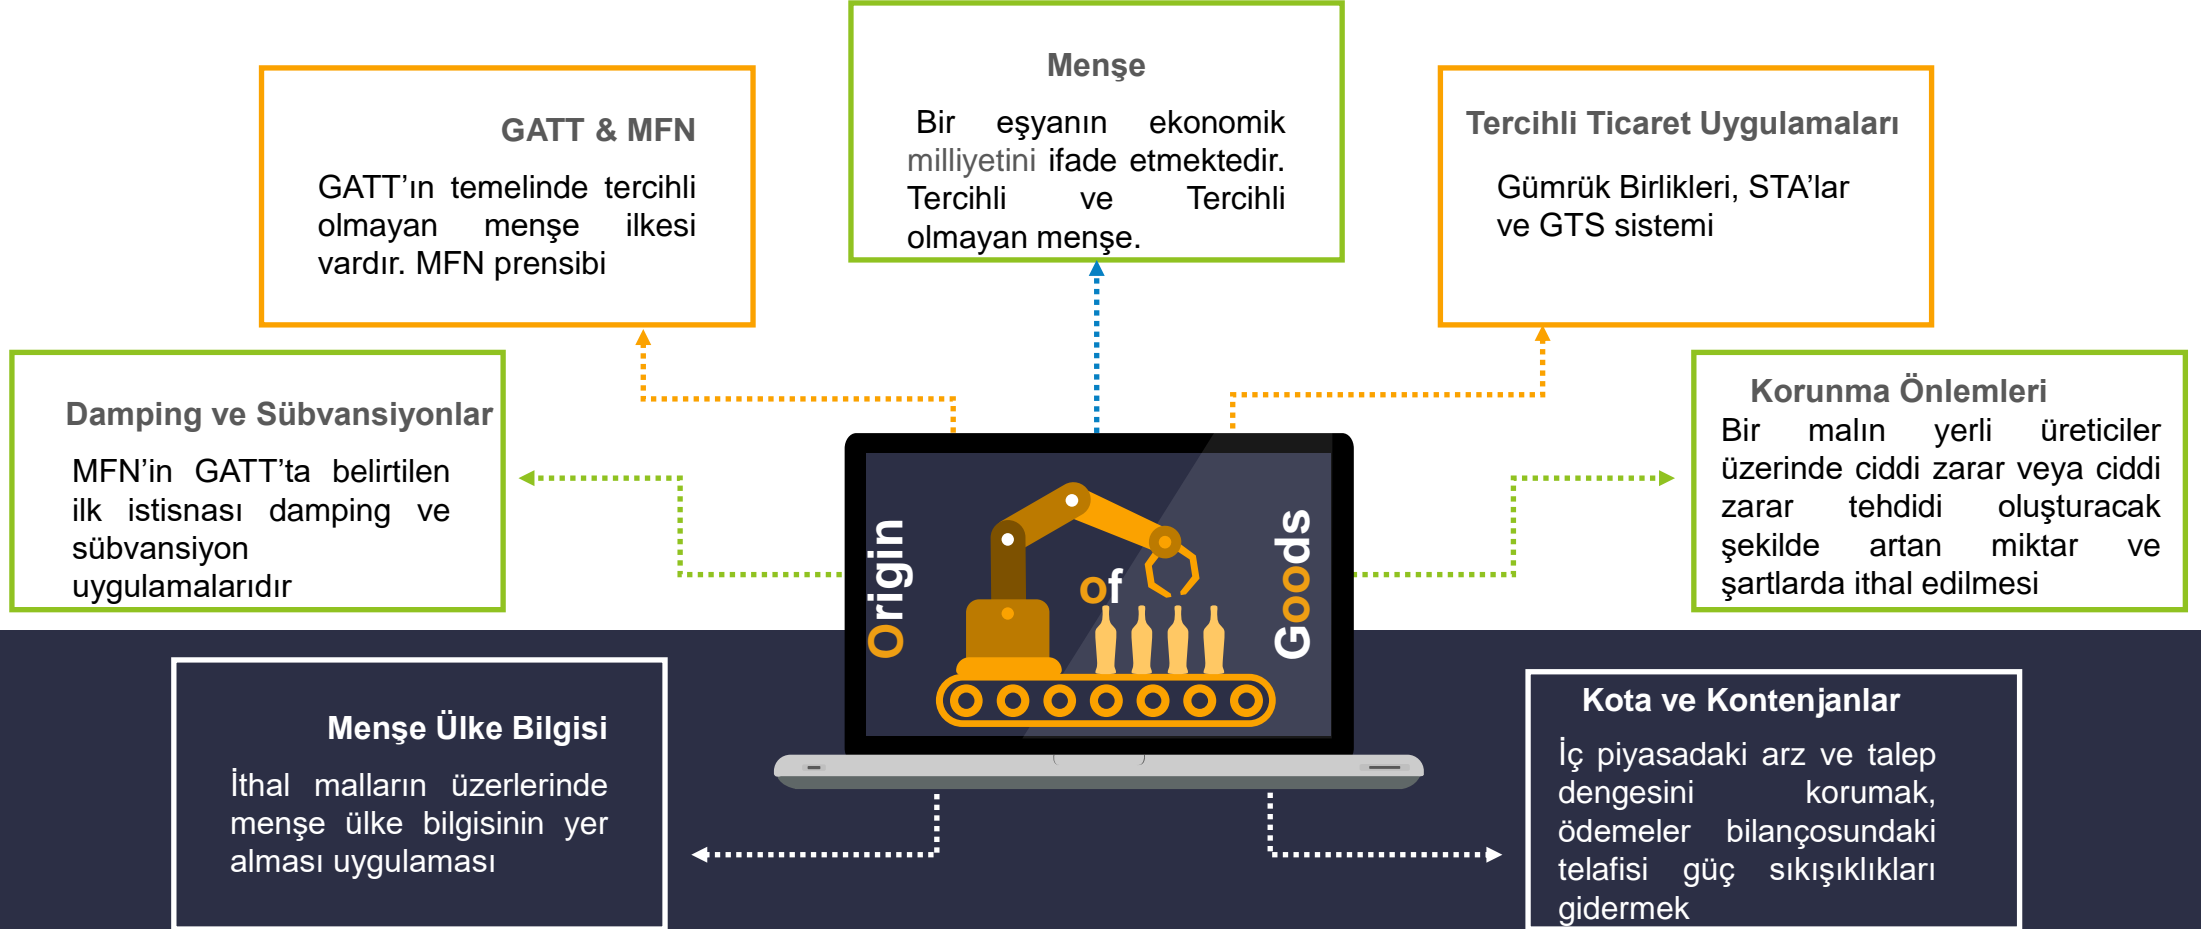 Menşe
Bir eşyanın ekonomik
milliyetini ifade etmektedir.
Tercihli ve Tercihli
olmayan menşe.
GATT & MFN
GATT’ın temelinde tercihli
olmayan menşe ilkesi
vardır. MFN prensibi
Tercihli Ticaret Uygulamaları
Gümrük Birlikleri, STA’lar
ve GTS sistemi
Damping ve Sübvansiyonlar
MFN’in GATT’ta belirtilen
ilk istisnası damping ve
sübvansiyon
uygulamalarıdır
Korunma Önlemleri
Bir malın yerli üreticiler
üzerinde ciddi zarar veya ciddi
zarar tehdidi oluşturacak
şekilde artan miktar ve
şartlarda ithal edilmesi
Origin
of
Goods
Menşe Ülke Bilgisi
İthal malların üzerlerinde
menşe ülke bilgisinin yer
alması uygulaması
Kota ve Kontenjanlar
İç piyasadaki arz ve talep
dengesini korumak,
ödemeler bilançosundaki
telafisi güç sıkışıklıkları
gidermek